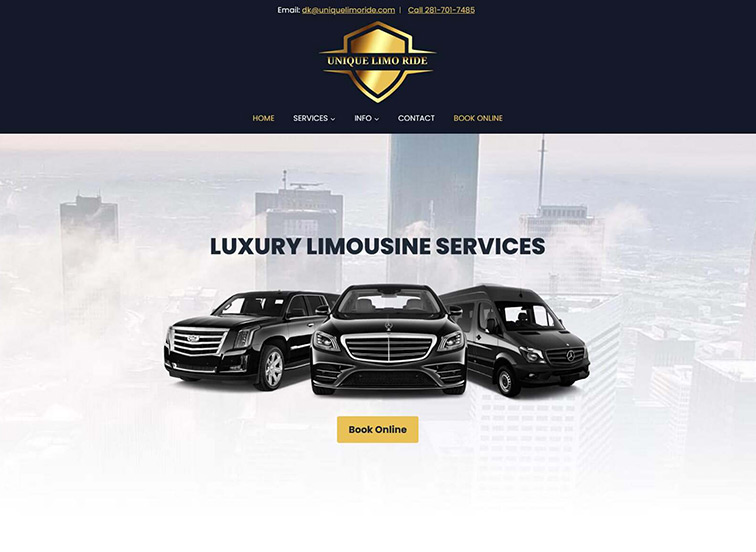 Email: dk@uniquelimoride.com | Call 281-701-7485
UNIQUE LIMO RIDE
HOME SERVICES INFO CONTACT BOOK ONLINE
LUXURY LIMOUSINE SERVICES
Book Online